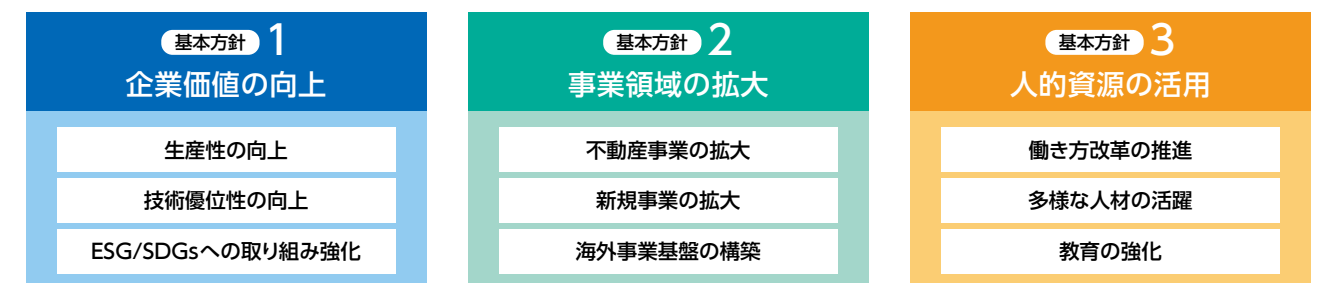 基本方針 1
企業価値の向上
生産性の向上
技術優位性の向上
ESG/SDGsへの取り組み強化
基本方針 2
事業領域の拡大
不動産事業の拡大
新規事業の拡大
海外事業基盤の構築
基本方針 3
人的資源の活用
働き方改革の推進
多様な人材の活躍
教育の強化